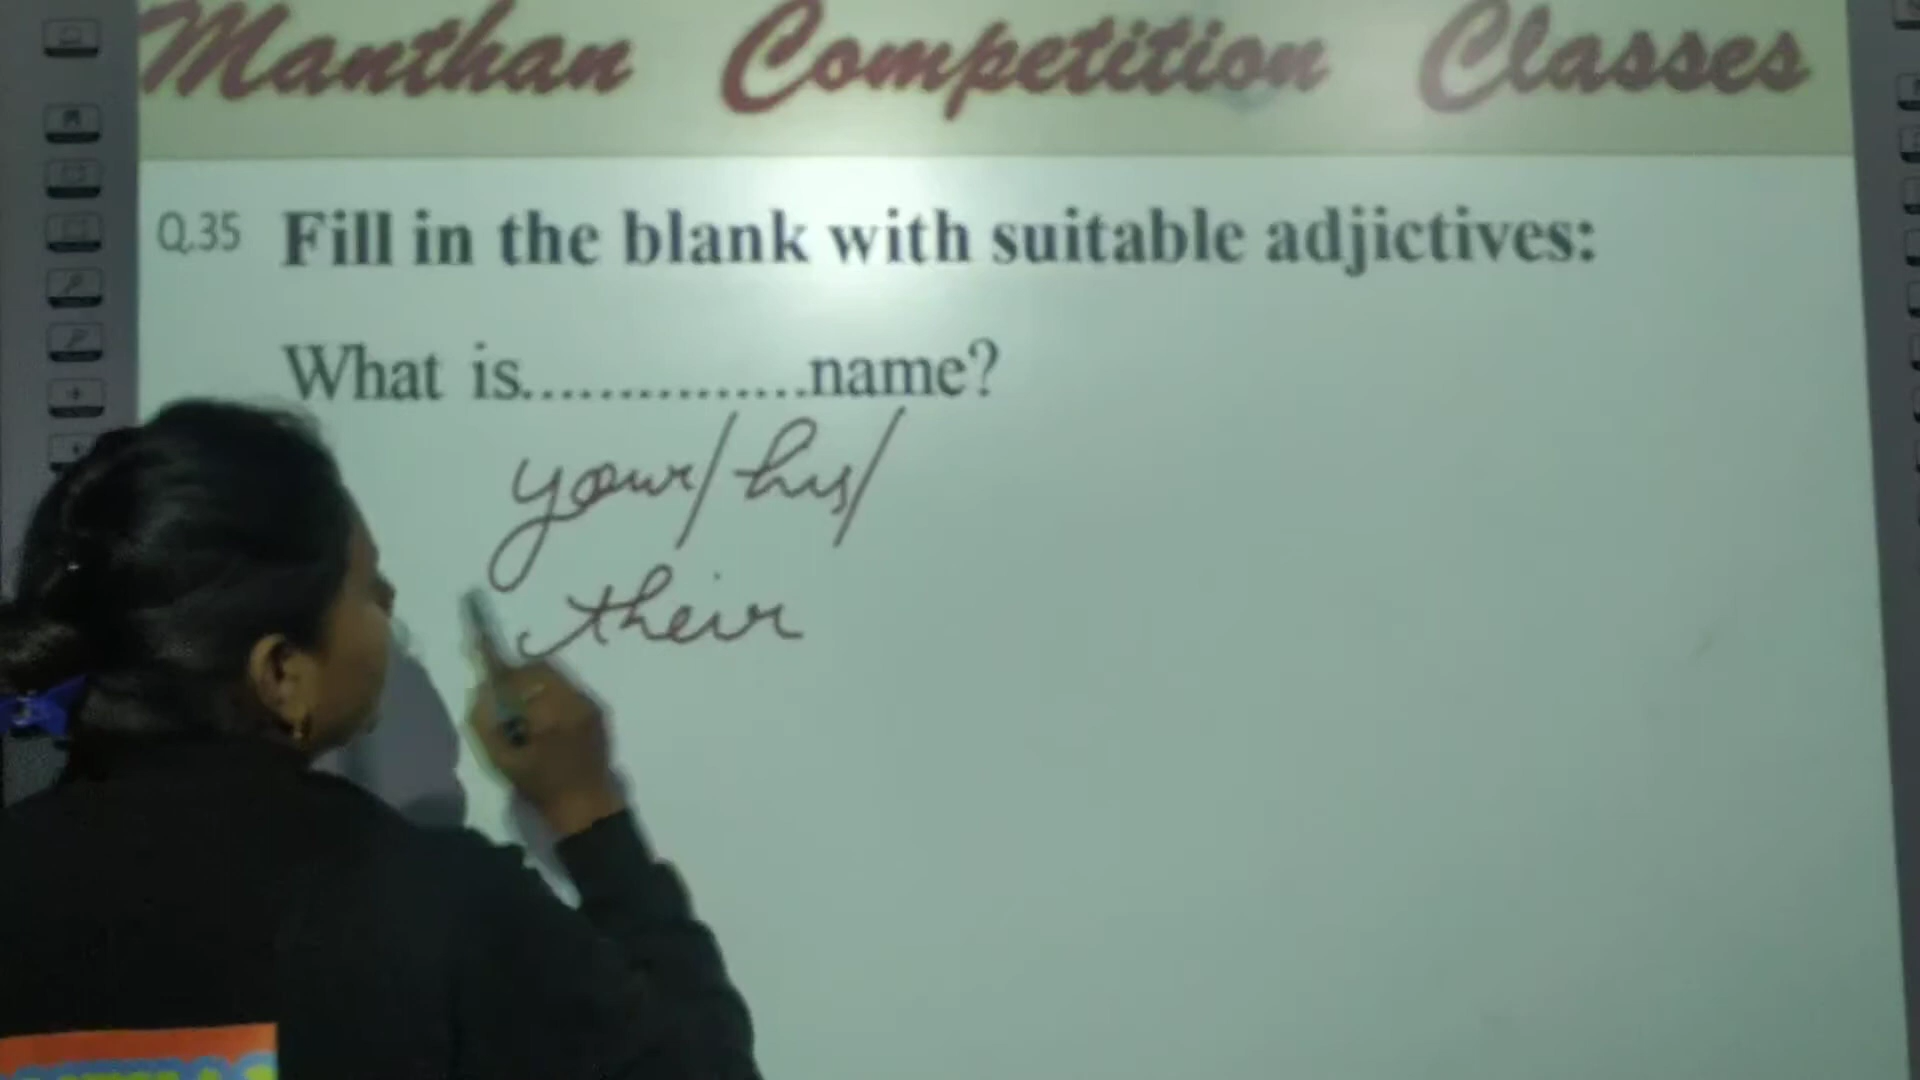 Manthan Competition Classes
Q.35 Fill in the blank with suitable adjictives:
What is...............name?
your/his/
their